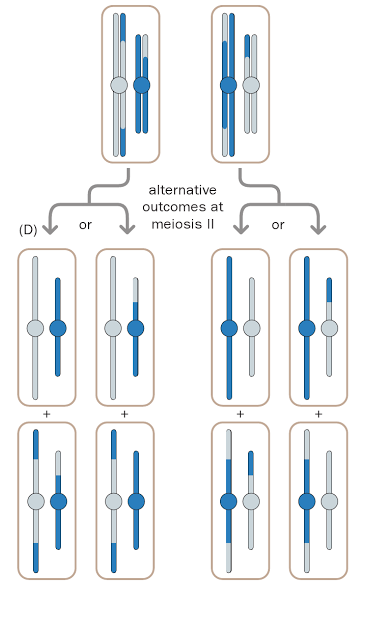 alternative
outcomes at
meiosis II
(D)
or
or
+
+
+
+